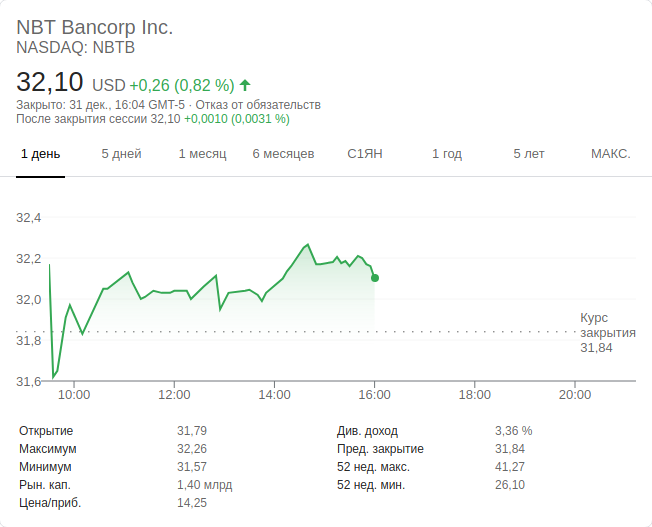 NBT Bancorp Inc.
NASDAQ: NBTB
32,10 USD +0,26 (0,82 %)
Закрыто: 31 дек., 16:04 GMT-5 · Отказ от обязательств
После закрытия сессии 32,10 +0,0010 (0,0031 %)
1 день 5 дней 1 месяц 6 месяцев С1ЯН 1 год 5 лет МАКС.
32,4
32,2
32,0
31,8
31,6
Курс
закрытия
31,84
10:00 12:00 14:00 16:00 18:00 20:00
Открытие 31,79 Див. доход 3,36 %
Максимум 32,26 Пред. закрытие 31,84
Минимум 31,57 52 нед. макс. 41,27
Рын. кап. 1,40 млрд 52 нед. мин. 26,10
Цена/приб. 14,25